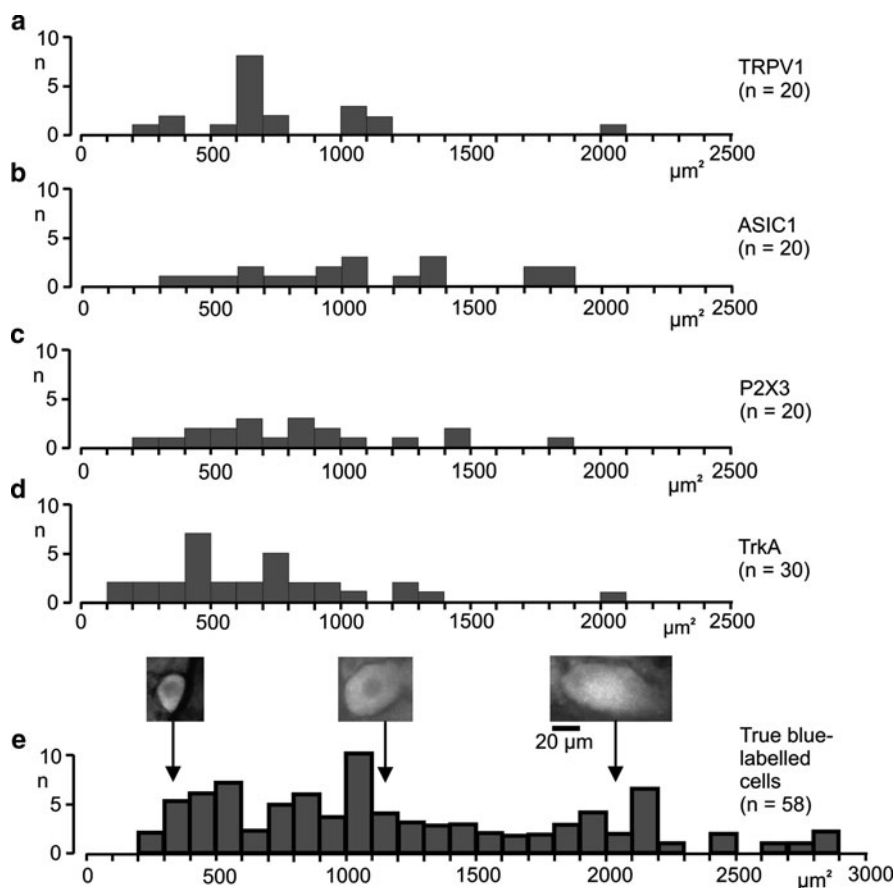 a
10
n
5
0
TRPV1
(n = 20)
0 500 1000 1500 2000 2500
µm²
b
10
n
5
0
ASIC1
(n = 20)
0 500 1000 1500 2000 2500
µm²
c
10
n
5
0
P2X3
(n = 20)
0 500 1000 1500 2000 2500
µm²
d
10
n
5
0
TrkA
(n = 30)
0 500 1000 1500 2000 2500
µm²
20 µm
e
10
n
5
0
True blue-
labelled
cells
(n = 58)
0 500 1000 1500 2000 2500 3000
µm²